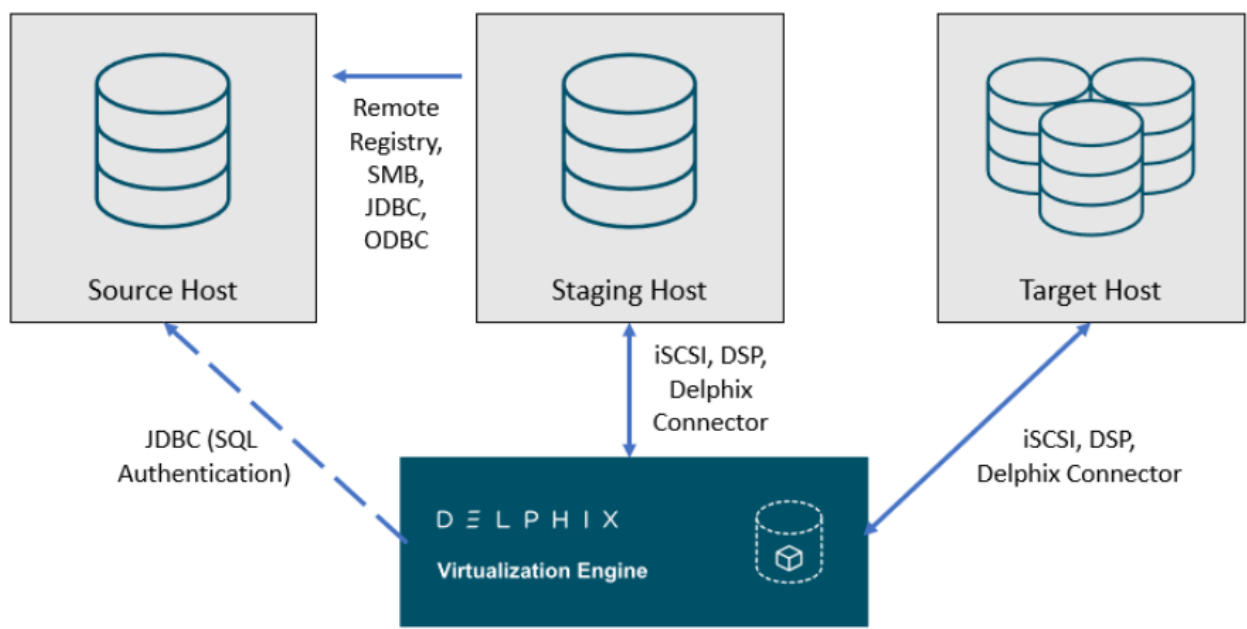 Remote
Registry,
SMB,
JDBC,
ODBC
Source Host
Staging Host
Target Host
iSCSI, DSP,
Delphix
Connector
JDBC (SQL
Authentication)
iSCSI, DSP,
Delphix Connector
DELPHIX
Virtualization Engine